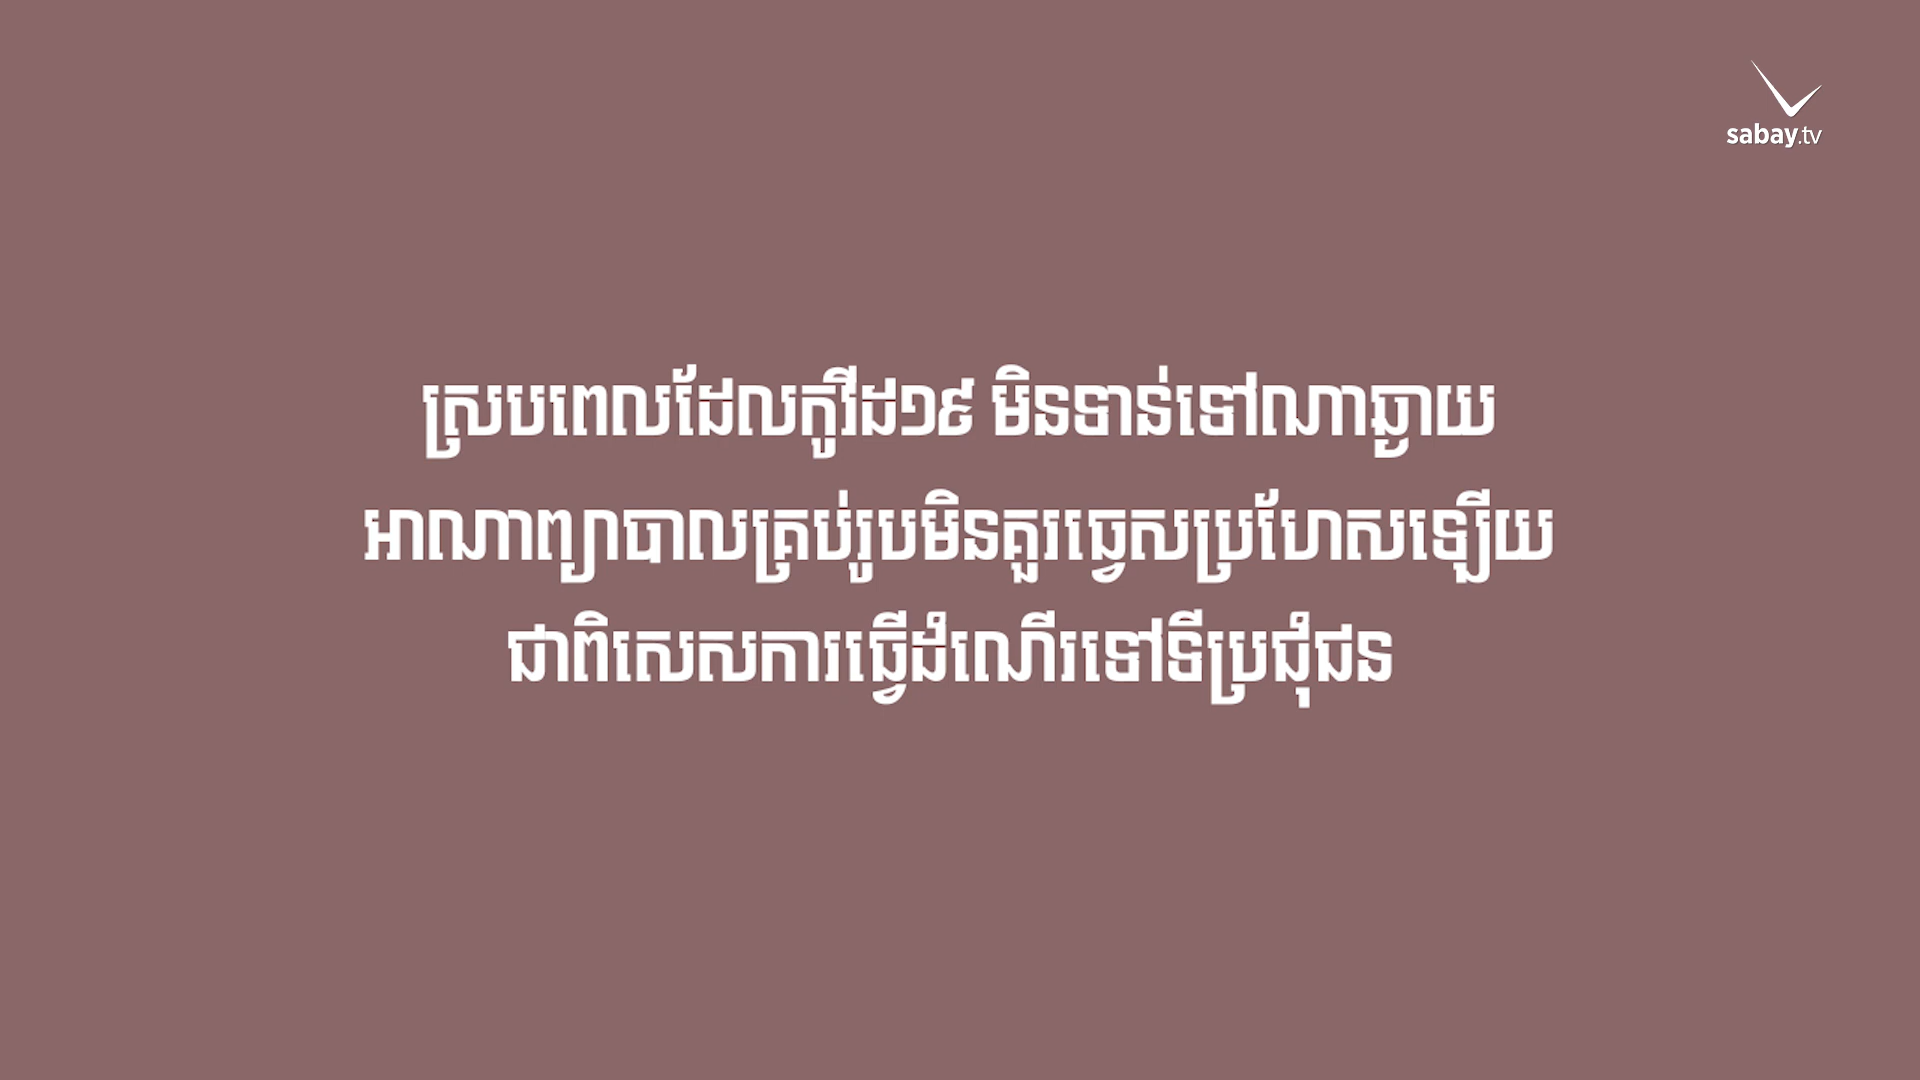 sabay.tv
ស្របពេលដែលកូវីដ១៩ មិនទាន់ទៅណាឆ្ងាយ
អាណាព្យាបាលគ្រប់រូបមិនគួរធ្វេសប្រហែសឡើយ
ជាពិសេសការធ្វើដំណើរទៅទីប្រជុំជន